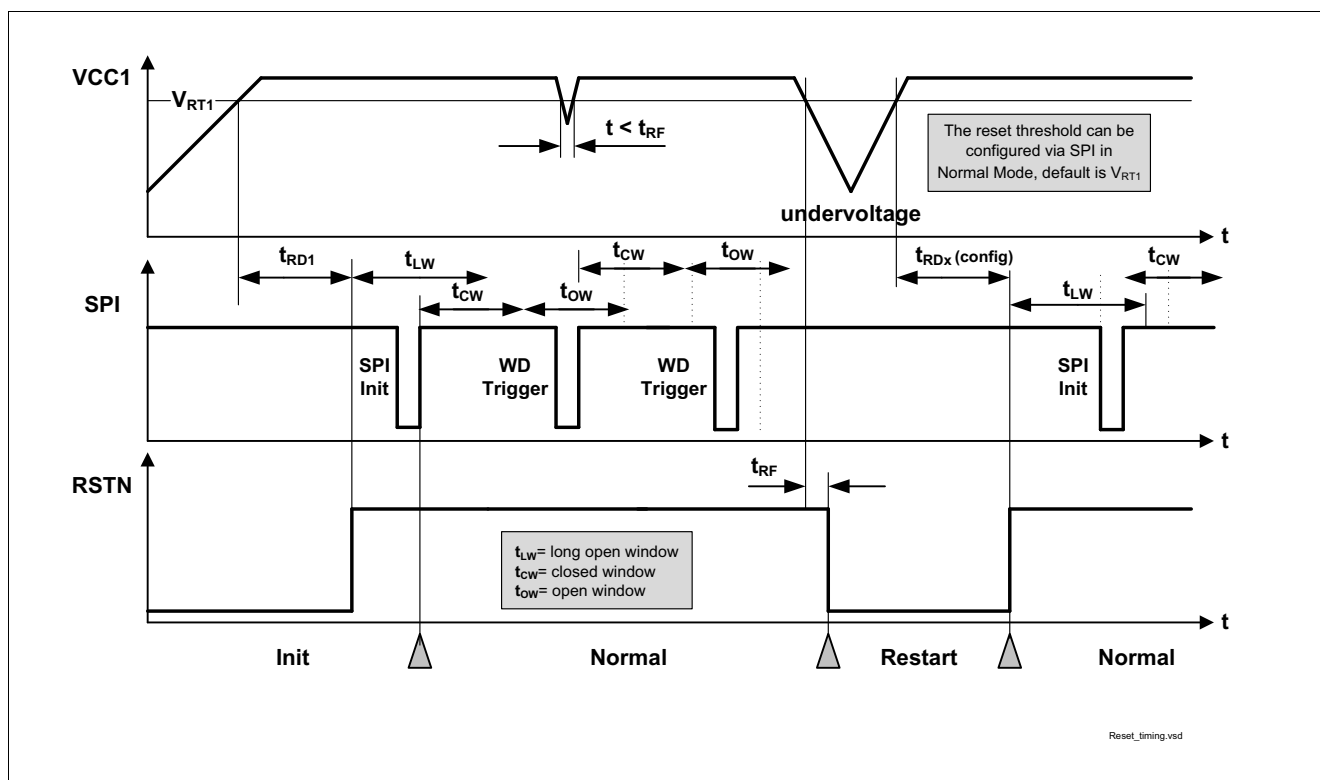 VCC1
VRT1
t < tRF
The reset threshold can be
configured via SPI in
Normal Mode, default is VRT1
undervoltage
t
tRD1
tLW
tCW
tOW
tRDx (config)
tCW
SPI
tCW
tOW
tLW
SPI
Init
WD
Trigger
WD
Trigger
SPI
Init
t
RSTN
tRF
tLW= long open window
tCW= closed window
tOW= open window
t
Init
Normal
Restart
Normal
Reset_timing.vsd